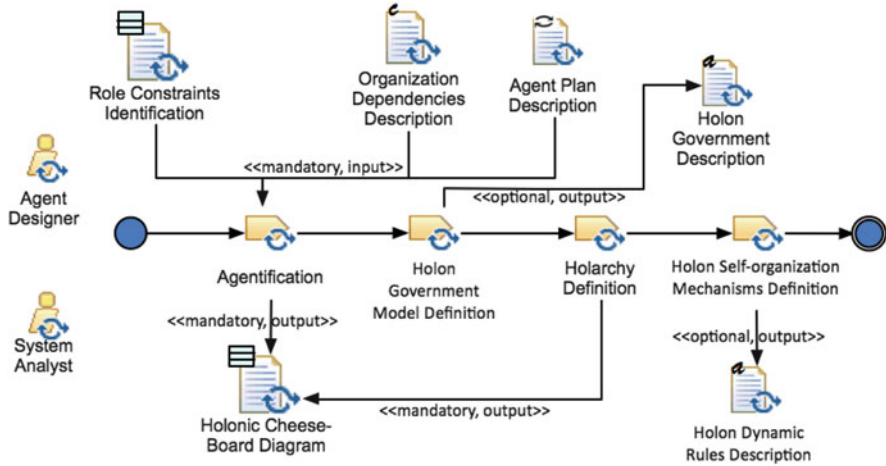 c
Role Constraints
Identification
Organization
Dependencies
Description
Agent Plan
Description
a
Holon
Government
Description
<<mandatory, input>>
<<optional, output>>
Agent
Designer
Agentification
Holon
Government
Model Definition
Holarchy
Definition
Holon Self-organization
Mechanisms Definition
<<mandatory, output>>
<<optional, output>>
System
Analyst
a
<<mandatory, output>>
Holonic Cheese-
Board Diagram
Holon Dynamic
Rules Description